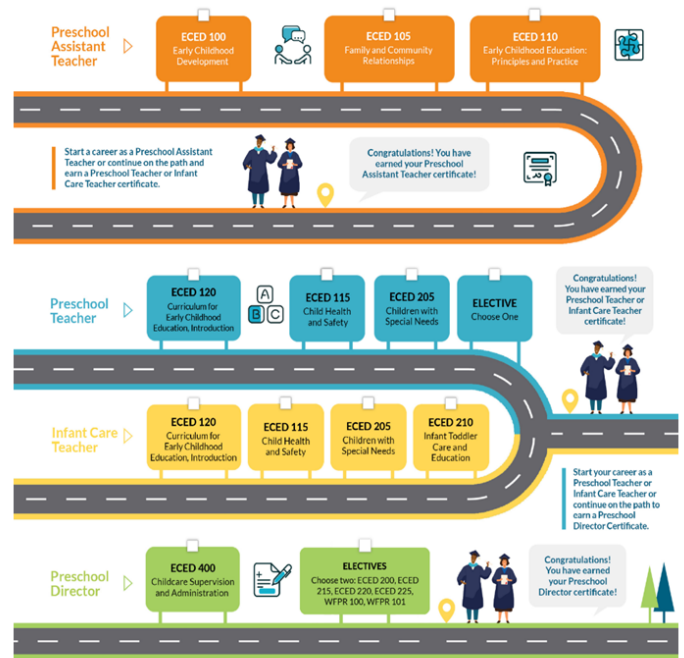 Preschool
Assistant
Teacher
ECED 100
Early Childhood
Development
ECED 105
Family and Community
Relationships
ECED 110
Early Childhood Education:
Principles and Practice
Start a career as a Preschool Assistant
Teacher or continue on the path and
earn a Preschool Teacher or Infant
Care Teacher certificate.
Congratulations! You have
earned your Preschool
Assistant Teacher certificate!
Preschool
Teacher
ECED 120
Curriculum for
Early Childhood
Education, Introduction
A
B
C
ECED 115
Child Health
and Safety
ECED 205
Children with
Special Needs
ELECTIVE
Choose One
Congratulations!
You have earned your
Preschool Teacher or
Infant Care Teacher
certificate!
Infant Care
Teacher
ECED 120
Curriculum for
Early Childhood
Education, Introduction
ECED 115
Child Health
and Safety
ECED 205
Children with
Special Needs
ECED 210
Infant Toddler
Care and
Education
Start your career as a
Preschool Teacher or
Infant Care Teacher or
continue on the path to
earn a Preschool
Director Certificate.
Preschool
Director
ECED 400
Childcare Supervision
and Administration
ELECTIVES
Choose two: ECED 200, ECED
215, ECED 220, ECED 225,
WFPR 100, WFPR 101
Congratulations!
You have earned
your Preschool
Director certificate!